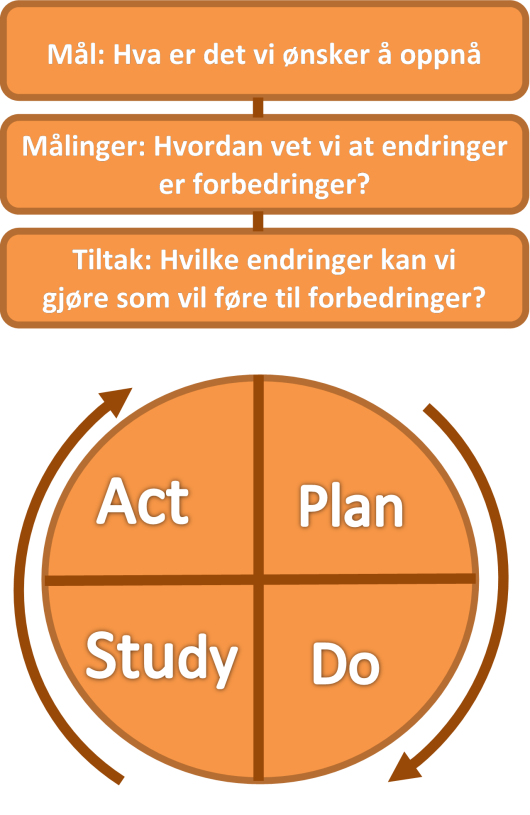 Mål: Hva er det vi ønsker å oppnå
Målinger: Hvordan vet vi at endringer
er forbedringer?
Tiltak: Hvilke endringer kan vi
gjøre som vil føre til forbedringer?
Act
Plan
Study
Do